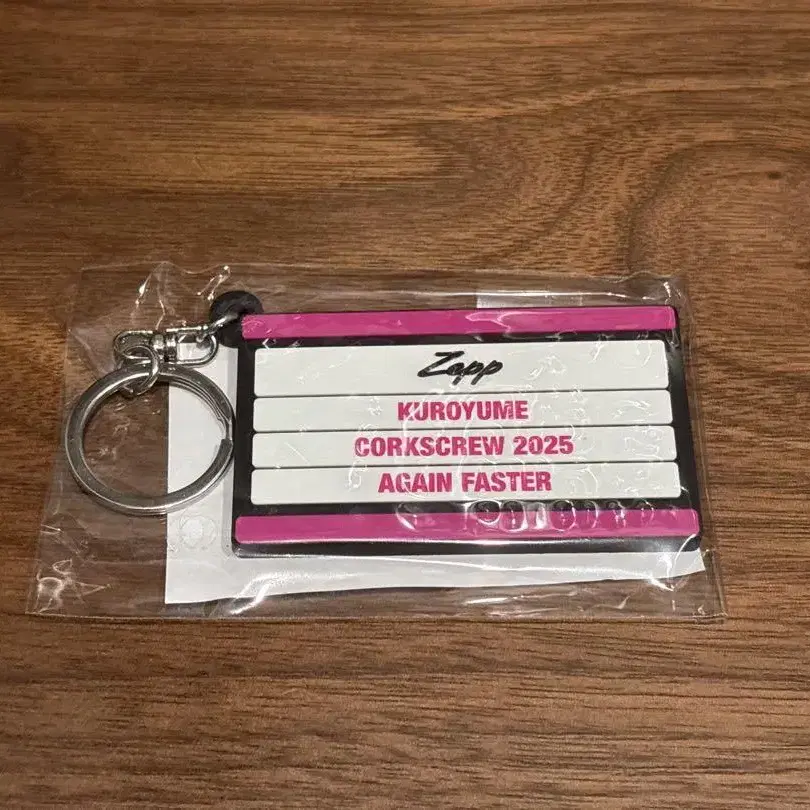 Zepp
KUROYUME
CORKSCREW 2025
AGAIN FASTER